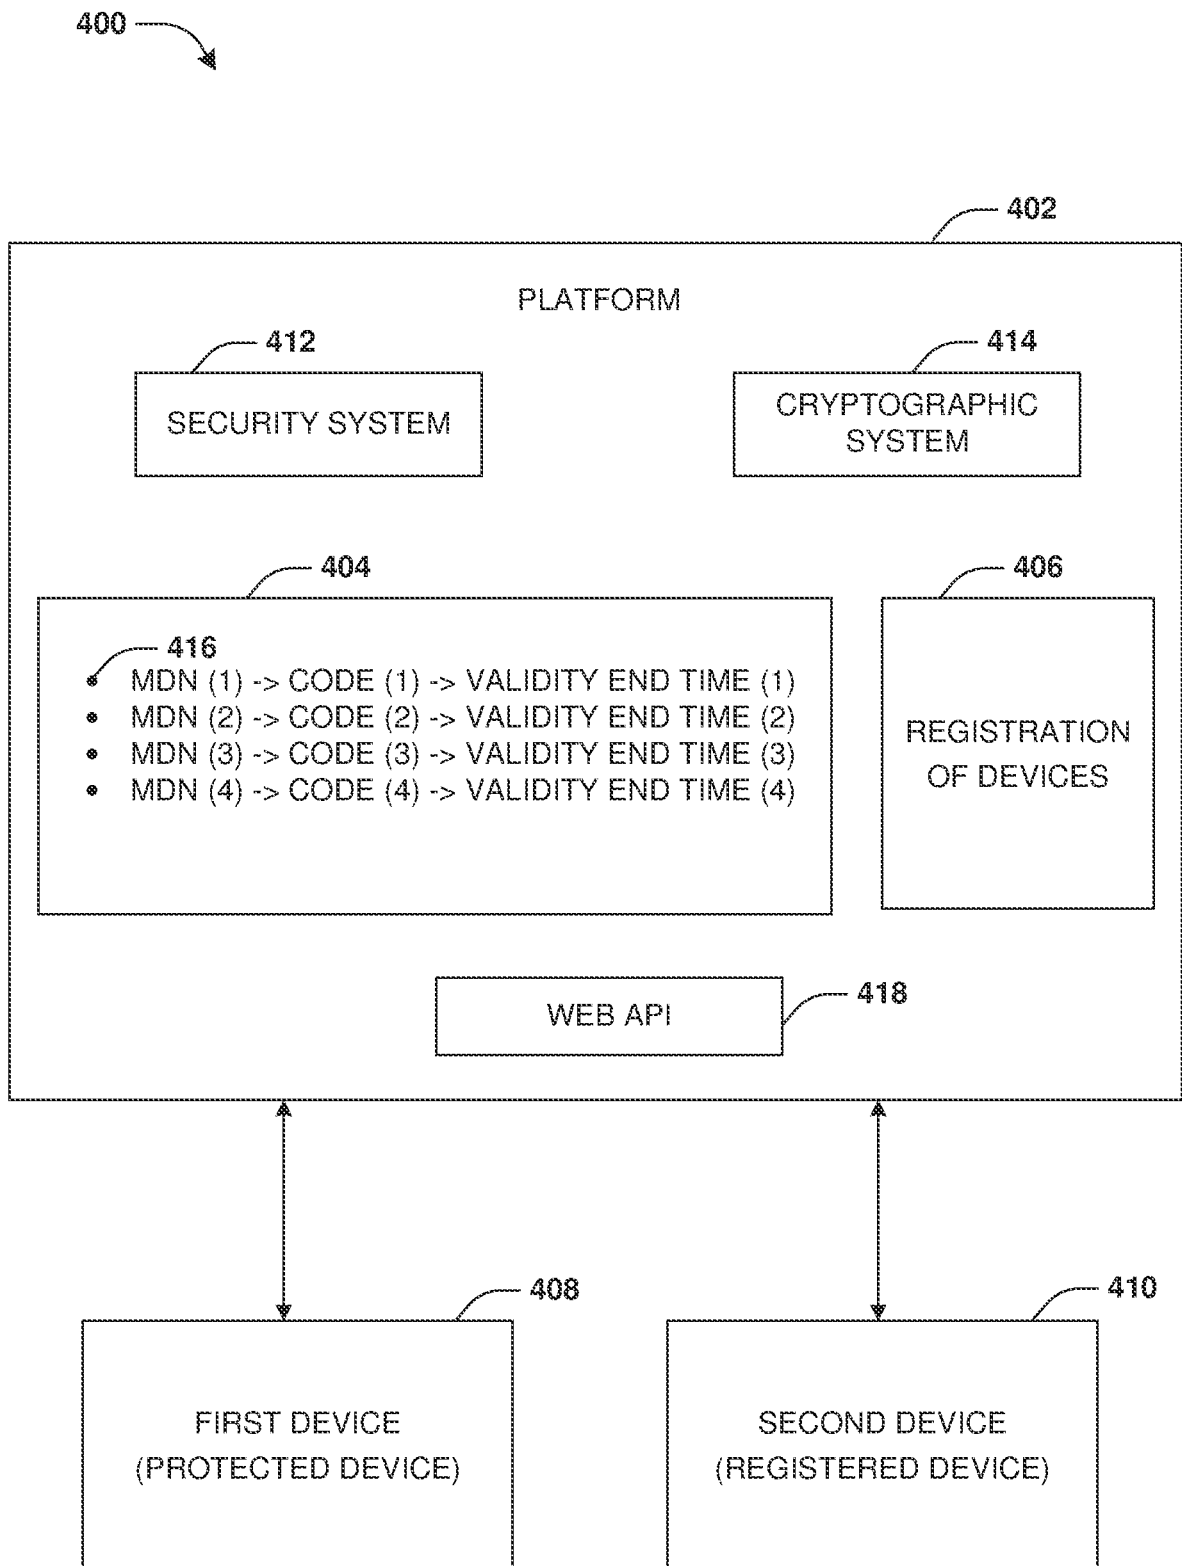 400
402
PLATFORM
412
414
SECURITY SYSTEM
CRYPTOGRAPHIC
SYSTEM
404
406
416
• MDN (1) -> CODE (1) -> VALIDITY END TIME (1)
• MDN (2) -> CODE (2) -> VALIDITY END TIME (2)
• MDN (3) -> CODE (3) -> VALIDITY END TIME (3)
• MDN (4) -> CODE (4) -> VALIDITY END TIME (4)
REGISTRATION
OF DEVICES
WEB API
418
408
410
FIRST DEVICE
(PROTECTED DEVICE)
SECOND DEVICE
(REGISTERED DEVICE)